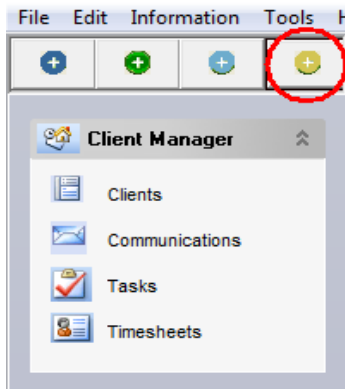 File Edit Information Tools
Client Manager
Clients
Communications
Tasks
Timesheets